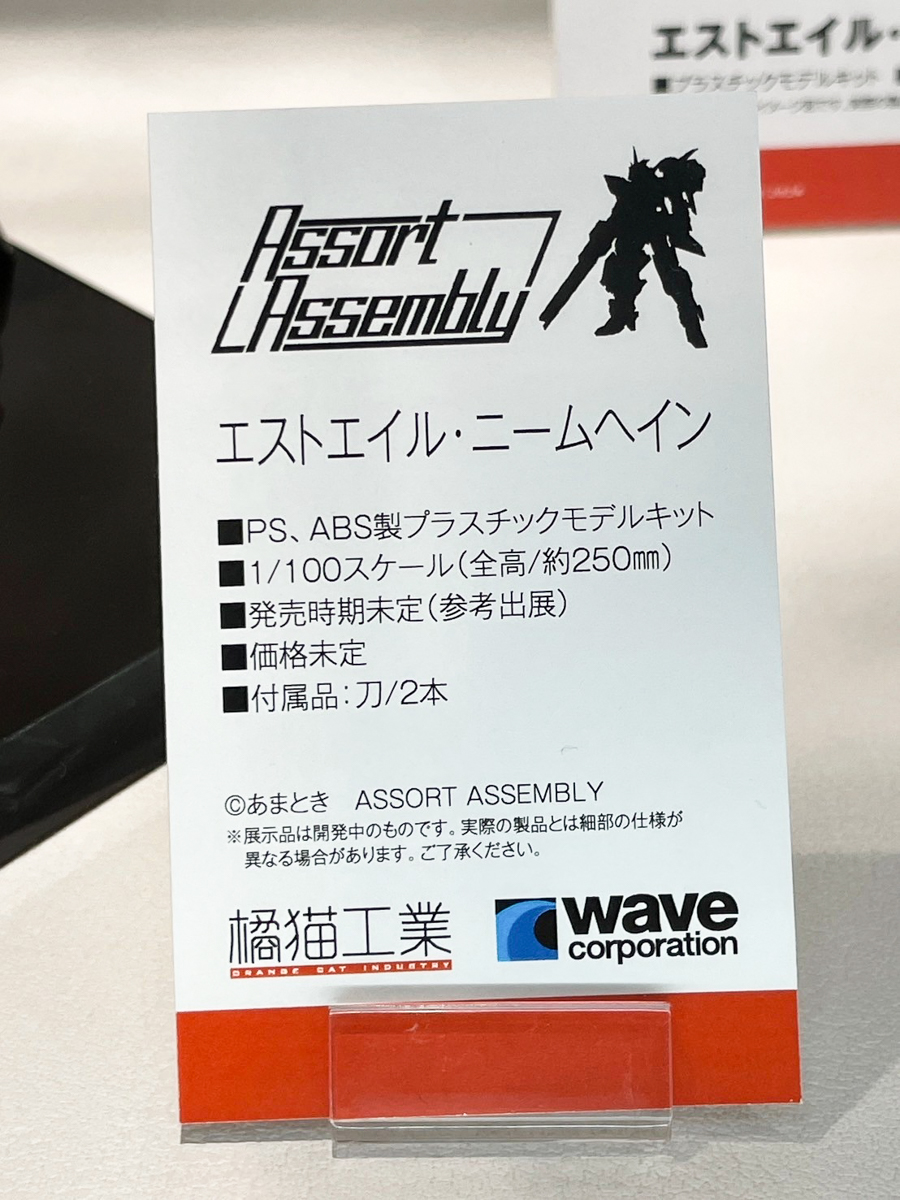 エストエイル・
■プラスチックモデルキット
Assort
Assembly
エストエイル・ニームヘイン
■PS、ABS製プラスチックモデルキット
■1/100スケール(全高/約250㎜)
■発売時期未定(参考出展)
■価格未定
■付属品:刀/2本
©あまとき ASSORT ASSEMBLY
※展示品は開発中のものです。実際の製品とは細部の仕様が
異なる場合があります。ご了承ください。
橘猫工業
ORANGE CAT INDUSTRY
wave
corporation